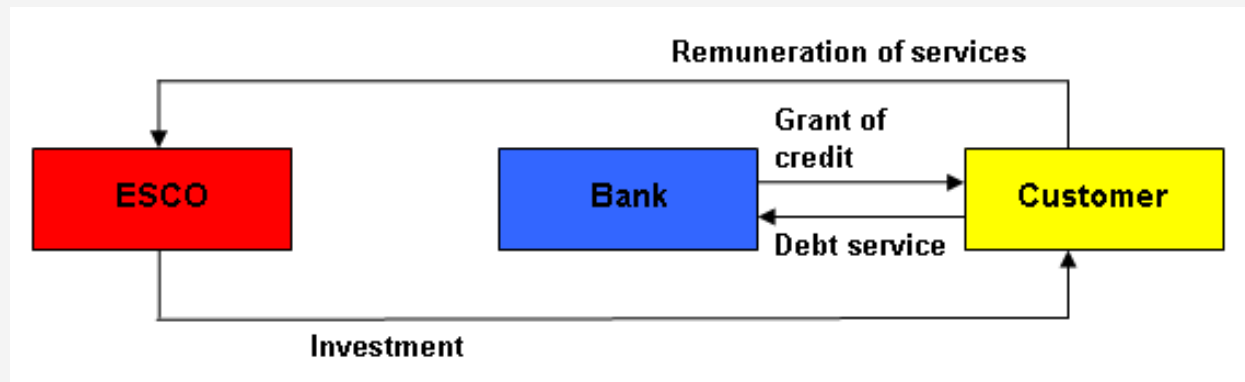 Remuneration of services
Grant of
credit
ESCO
Bank
Customer
Debt service
Investment